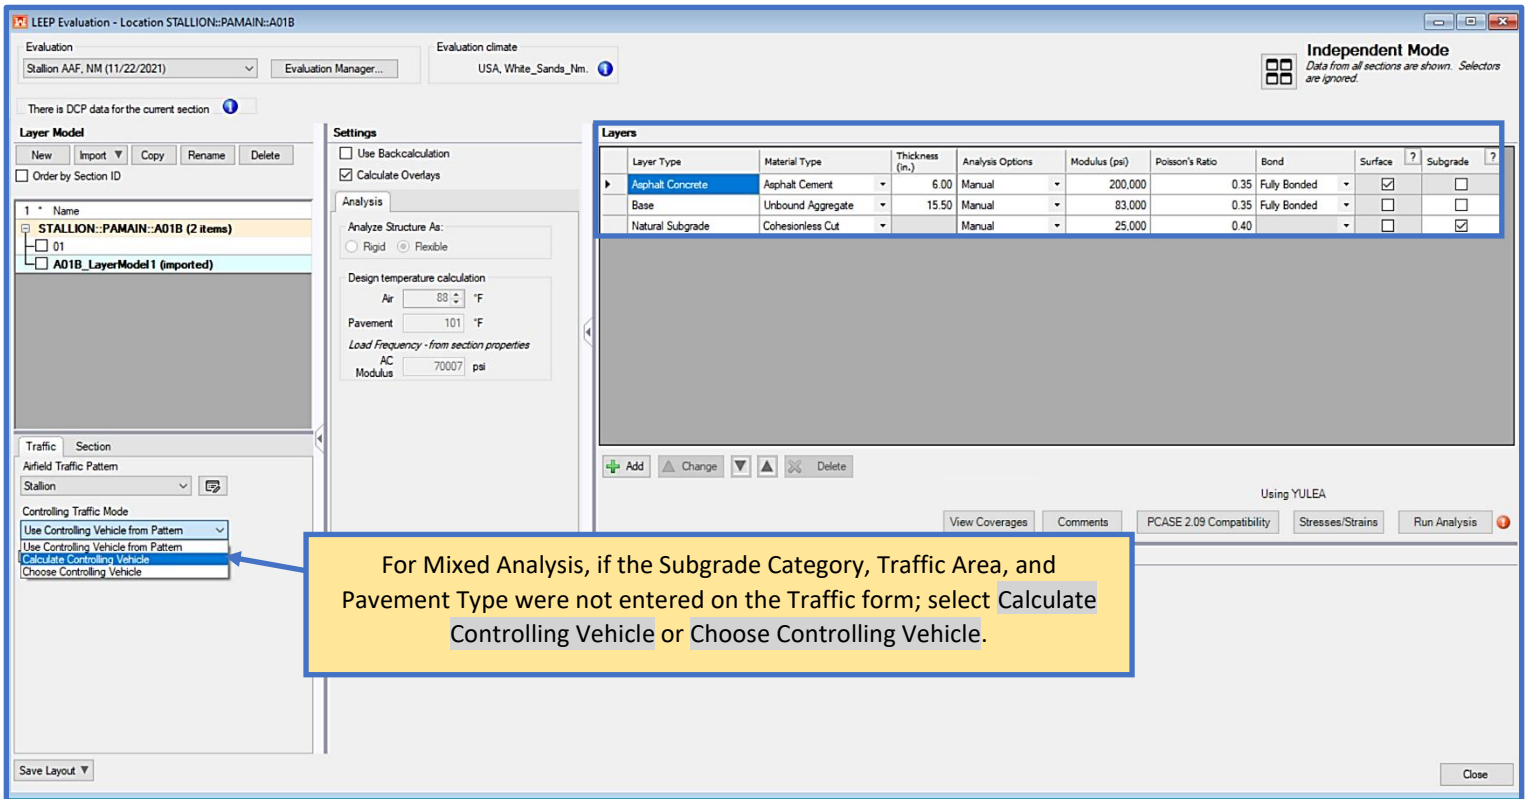 LEEP Evaluation - Location STALLION::PAMAIN::A01B
Evaluation
Stallion AAF, NM (11/22/2021)
Evaluation Manager...
Evaluation climate
USA, White_Sands_Nm.
Independent Mode
Data from all sections are shown. Selectors
are ignored.
There is DCP data for the current section
Layer Model
New Import ▼ Copy Rename Delete
Order by Section ID
1 * Name
STALLION::PAMAIN::A01B (2 items)
01
A01B_LayerModel1 (imported)
Settings
Use Backcalculation
Calculate Overlays
Analysis
Analyze Structure As:
Rigid Flexible
Design temperature calculation
Air 88 °F
Pavement 101 °F
Load Frequency - from section properties
AC
Modulus 70007 psi
Layers
Layer Type Material Type Thickness (in.) Analysis Options Modulus (psi) Poisson's Ratio Bond Surface ? Subgrade ?
Asphalt Concrete Asphalt Cement 6.00 Manual 200,000 0.35 Fully Bonded
Base Unbound Aggregate 15.50 Manual 83,000 0.35 Fully Bonded
Natural Subgrade Cohesionless Cut Manual 25,000 0.40
Add Change Delete
Using YULEA
View Coverages Comments PCASE 2.09 Compatibility Stresses/Strains Run Analysis
Traffic Section
Airfield Traffic Pattern
Stallion
Controlling Traffic Mode
Use Controlling Vehicle from Pattern
Use Controlling Vehicle from Pattern
Calculate Controlling Vehicle
Choose Controlling Vehicle
For Mixed Analysis, if the Subgrade Category, Traffic Area, and
Pavement Type were not entered on the Traffic form; select Calculate
Controlling Vehicle or Choose Controlling Vehicle.
Save Layout ▼
Close